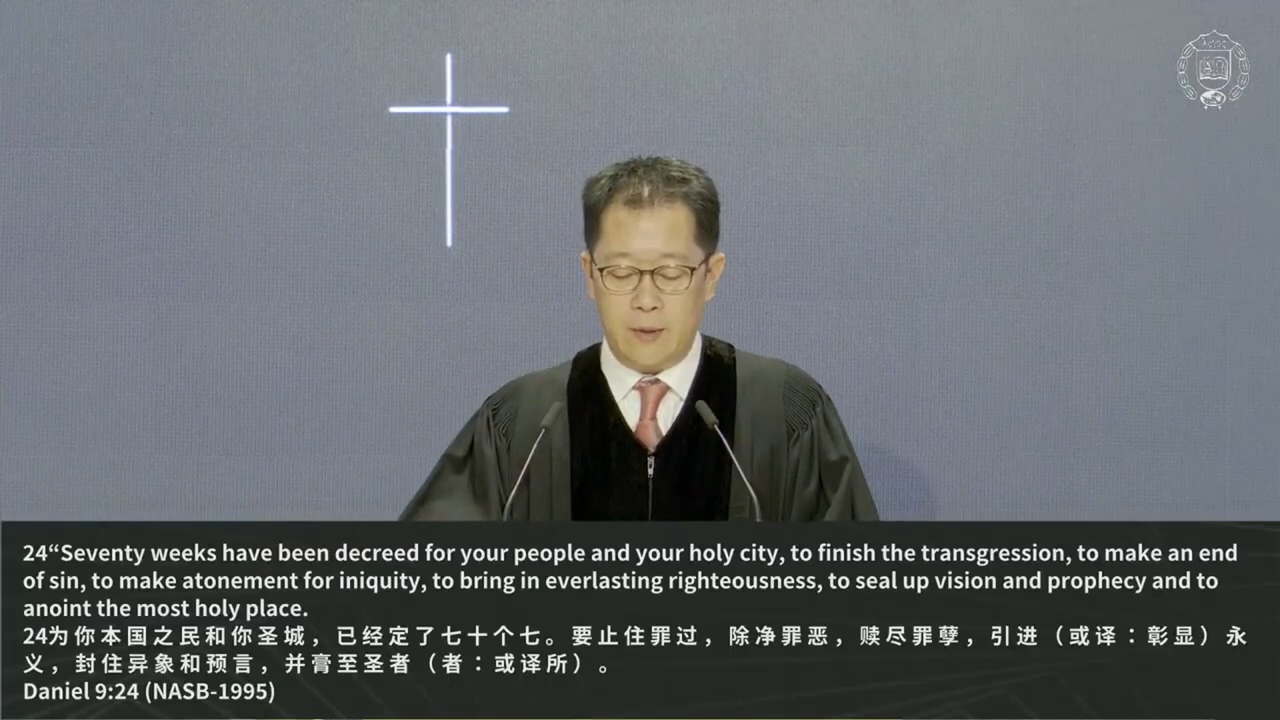 24“Seventy weeks have been decreed for your people and your holy city, to finish the transgression, to make an end
of sin, to make atonement for iniquity, to bring in everlasting righteousness, to seal up vision and prophecy and to
anoint the most holy place.
24为你本国之民和你圣城，已经定了七十个七。要止住罪过，除净罪恶，赎尽罪孽，引进（或译：彰显）永
义，封住异象和预言，并膏至圣者（者：或译所）。
Daniel 9:24 (NASB-1995)